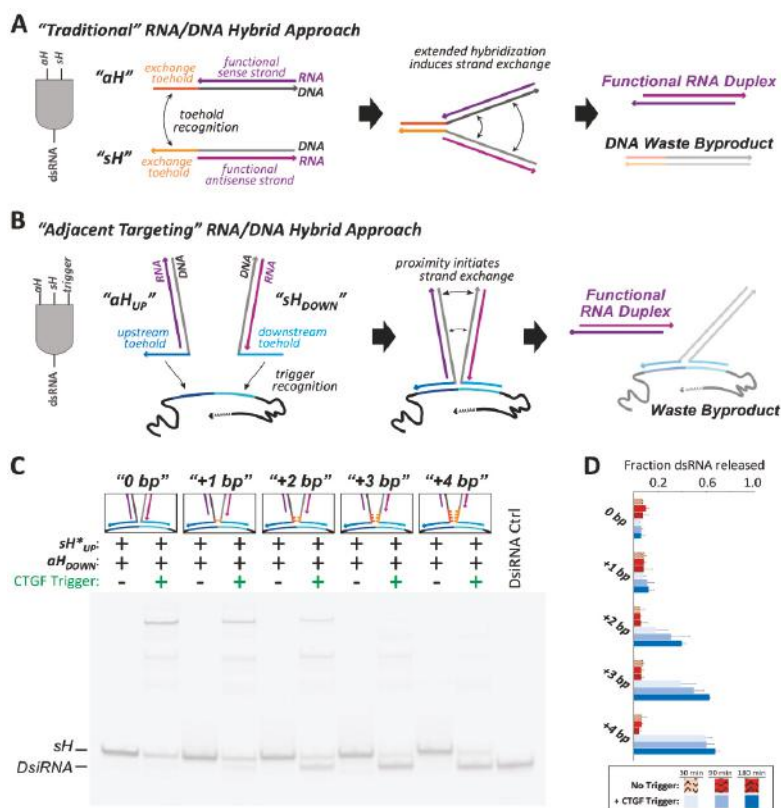 A "Traditional" RNA/DNA Hybrid Approach
aH
sH
dsRNA
"aH"
exchange
toehold
functional
sense strand
RNA
DNA
toehold
recognition
"sH"
exchange
toehold
functional
antisense strand
DNA
RNA
extended hybridization
induces strand exchange
Functional RNA Duplex
DNA Waste Byproduct
B "Adjacent Targeting" RNA/DNA Hybrid Approach
aH
sH
trigger
dsRNA
"aHUP"
RNA
DNA
upstream
toehold
DNA
RNA
"sHDOWN"
downstream
toehold
trigger
recognition
proximity initiates
strand exchange
Functional
RNA Duplex
Waste Byproduct
C
"0 bp" "+1 bp" "+2 bp" "+3 bp" "+4 bp" DsiRNA Ctrl
sH*UP: + + + + + + + + + +
aHDOWN: + + + + + + + + + +
CTGF Trigger: - + - + - + - + - +
sH
DsiRNA
D Fraction dsRNA released
0.2 0.6 1.0
0 bp
+1 bp
+2 bp
+3 bp
+4 bp
30 min 90 min 180 min
No Trigger:
+ CTGF Trigger: